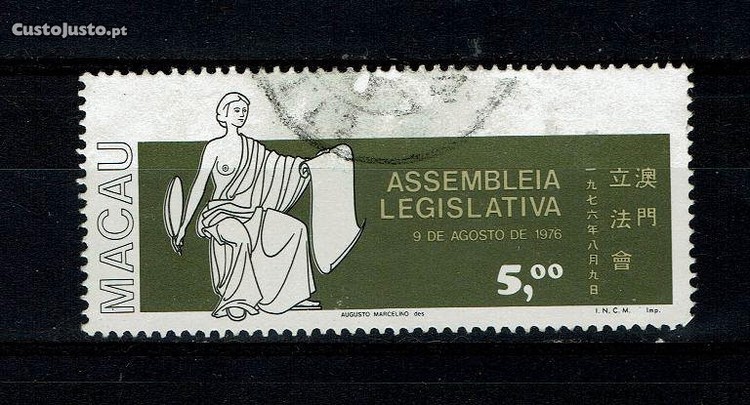 CustoJusto.pt
MACAU
ASSEMBLEIA
LEGISLATIVA
9 DE AGOSTO DE 1976
5,00
澳門
立法會
一九七六年八月九日
AUGUSTO MARCELINO des
I.N.C.M. Imp.